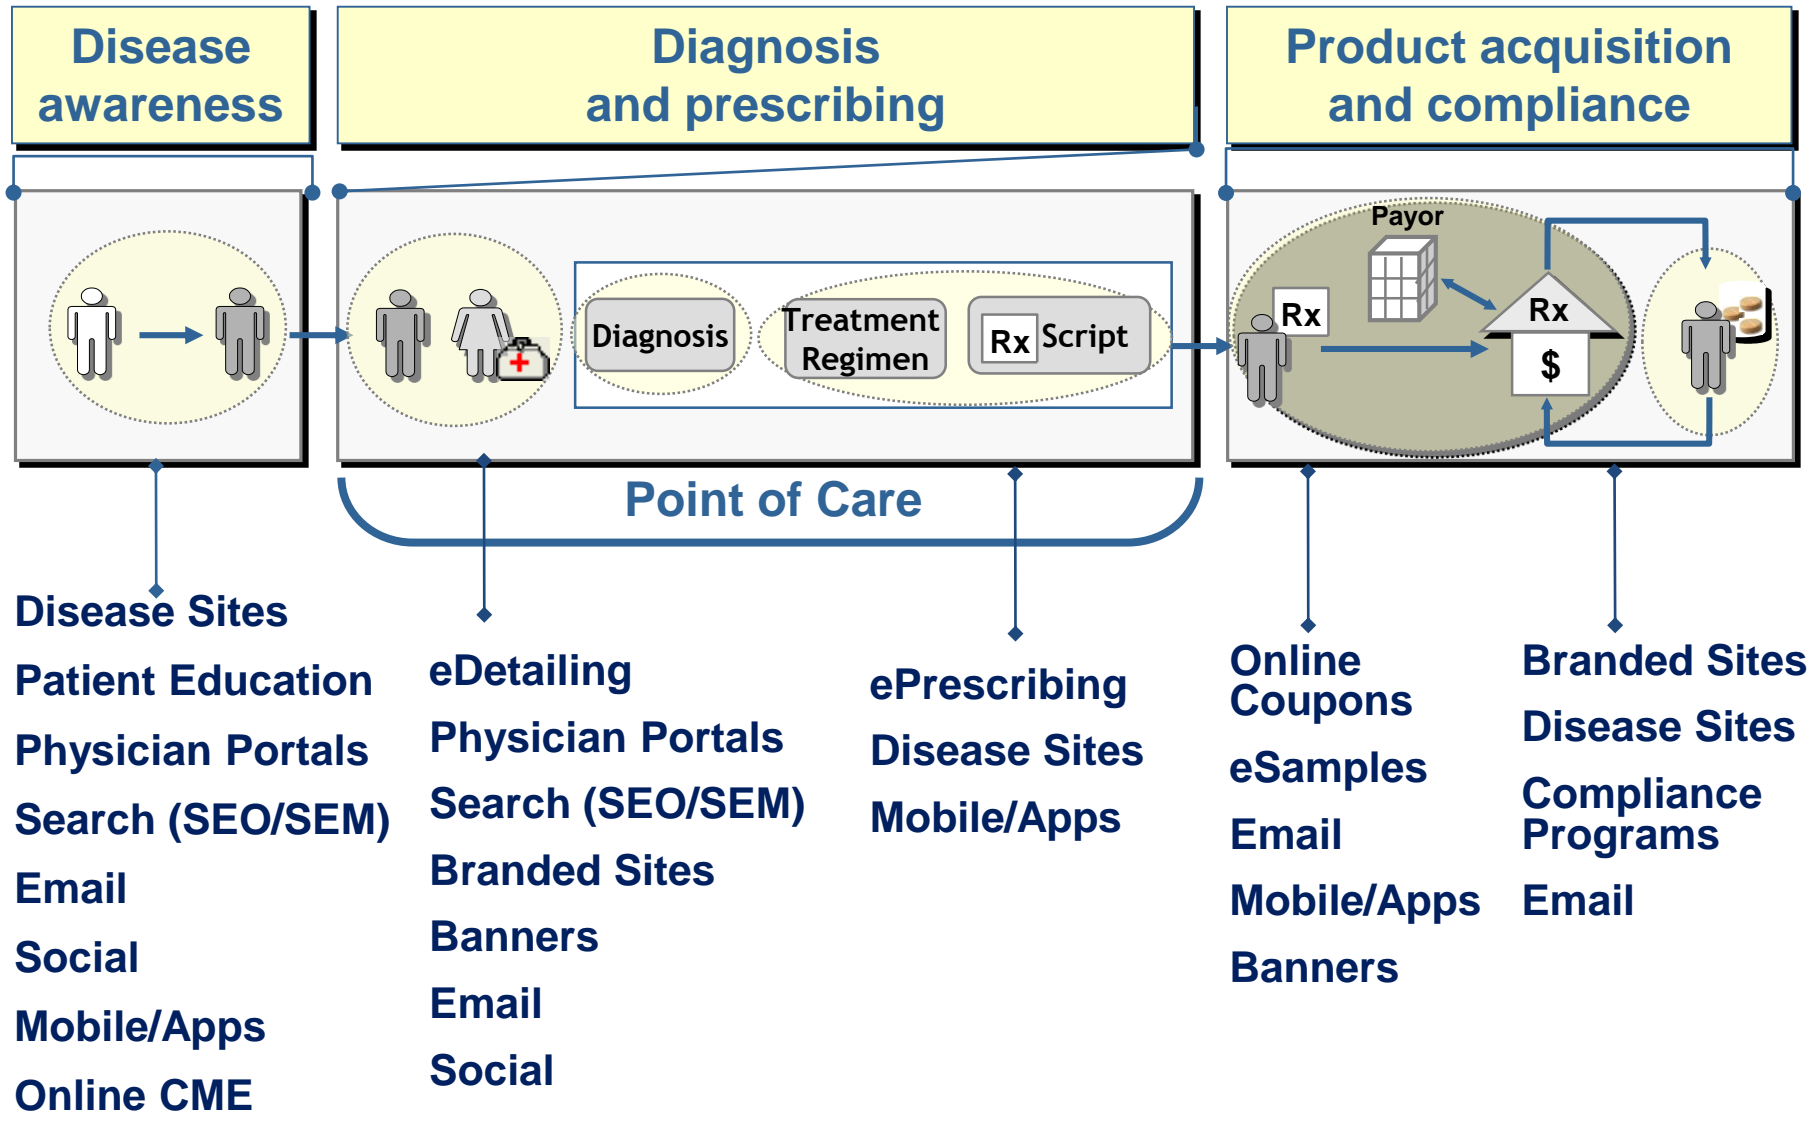 Disease
awareness
Diagnosis
and prescribing
Product acquisition
and compliance
Diagnosis
Treatment
Regimen
Rx
Script
Payor
Rx
Rx
$
Point of Care
Disease Sites
Patient Education
Physician Portals
Search (SEO/SEM)
Email
Social
Mobile/Apps
Online CME
eDetailing
Physician Portals
Search (SEO/SEM)
Branded Sites
Banners
Email
Social
ePrescribing
Disease Sites
Mobile/Apps
Online
Coupons
eSamples
Email
Mobile/Apps
Banners
Branded Sites
Disease Sites
Compliance
Programs
Email